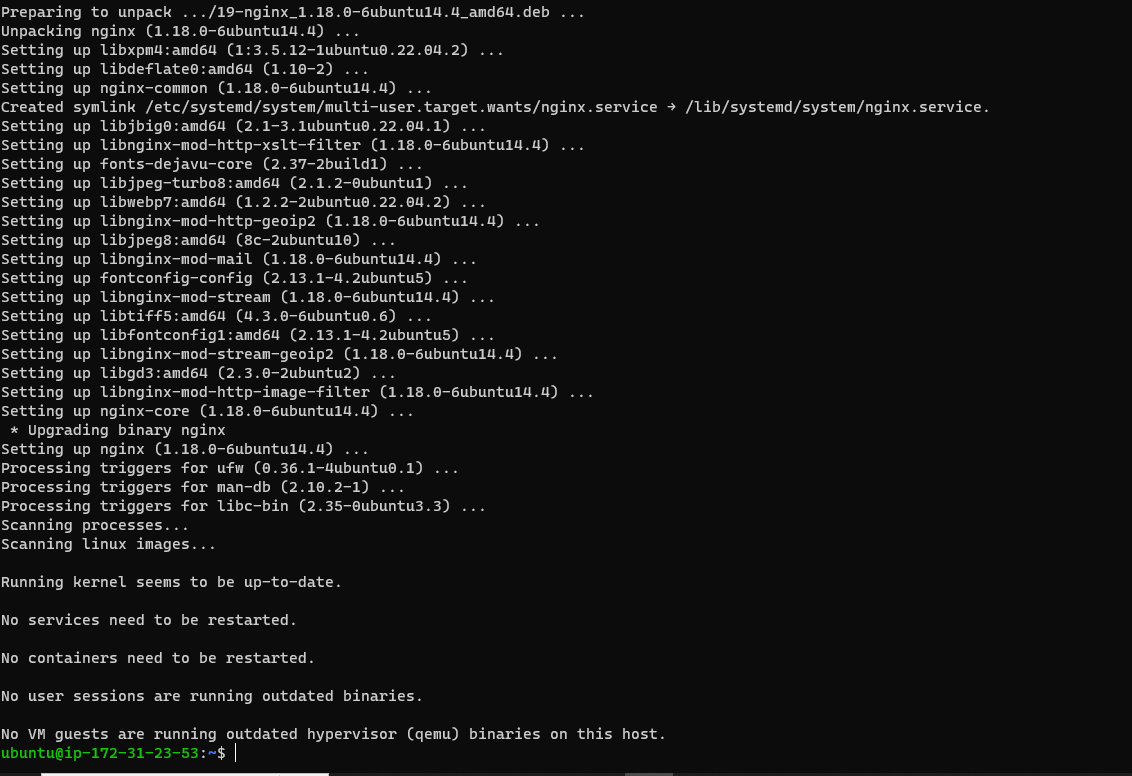 Preparing to unpack .../19-nginx_1.18.0-6ubuntu14.4_amd64.deb ...
Unpacking nginx (1.18.0-6ubuntu14.4) ...
Setting up libxpm4:amd64 (1:3.5.12-1ubuntu0.22.04.2) ...
Setting up libdeflate0:amd64 (1.10-2) ...
Setting up nginx-common (1.18.0-6ubuntu14.4) ...
Created symlink /etc/systemd/system/multi-user.target.wants/nginx.service → /lib/systemd/system/nginx.service.
Setting up libjbig0:amd64 (2.1-3.1ubuntu0.22.04.1) ...
Setting up libnginx-mod-http-xslt-filter (1.18.0-6ubuntu14.4) ...
Setting up fonts-dejavu-core (2.37-2build1) ...
Setting up libjpeg-turbo8:amd64 (2.1.2-0ubuntu1) ...
Setting up libwebp7:amd64 (1.2.2-2ubuntu0.22.04.2) ...
Setting up libnginx-mod-http-geoip2 (1.18.0-6ubuntu14.4) ...
Setting up libjpeg8:amd64 (8c-2ubuntu10) ...
Setting up libnginx-mod-mail (1.18.0-6ubuntu14.4) ...
Setting up fontconfig-config (2.13.1-4.2ubuntu5) ...
Setting up libnginx-mod-stream (1.18.0-6ubuntu14.4) ...
Setting up libtiff5:amd64 (4.3.0-6ubuntu0.6) ...
Setting up libfontconfig1:amd64 (2.13.1-4.2ubuntu5) ...
Setting up libnginx-mod-stream-geoip2 (1.18.0-6ubuntu14.4) ...
Setting up libgd3:amd64 (2.3.0-2ubuntu2) ...
Setting up libnginx-mod-http-image-filter (1.18.0-6ubuntu14.4) ...
Setting up nginx-core (1.18.0-6ubuntu14.4) ...
 * Upgrading binary nginx
Setting up nginx (1.18.0-6ubuntu14.4) ...
Processing triggers for ufw (0.36.1-4ubuntu0.1) ...
Processing triggers for man-db (2.10.2-1) ...
Processing triggers for libc-bin (2.35-0ubuntu3.3) ...
Scanning processes...
Scanning linux images...
Running kernel seems to be up-to-date.
No services need to be restarted.
No containers need to be restarted.
No user sessions are running outdated binaries.
No VM guests are running outdated hypervisor (qemu) binaries on this host.
ubuntu@ip-172-31-23-53:~$